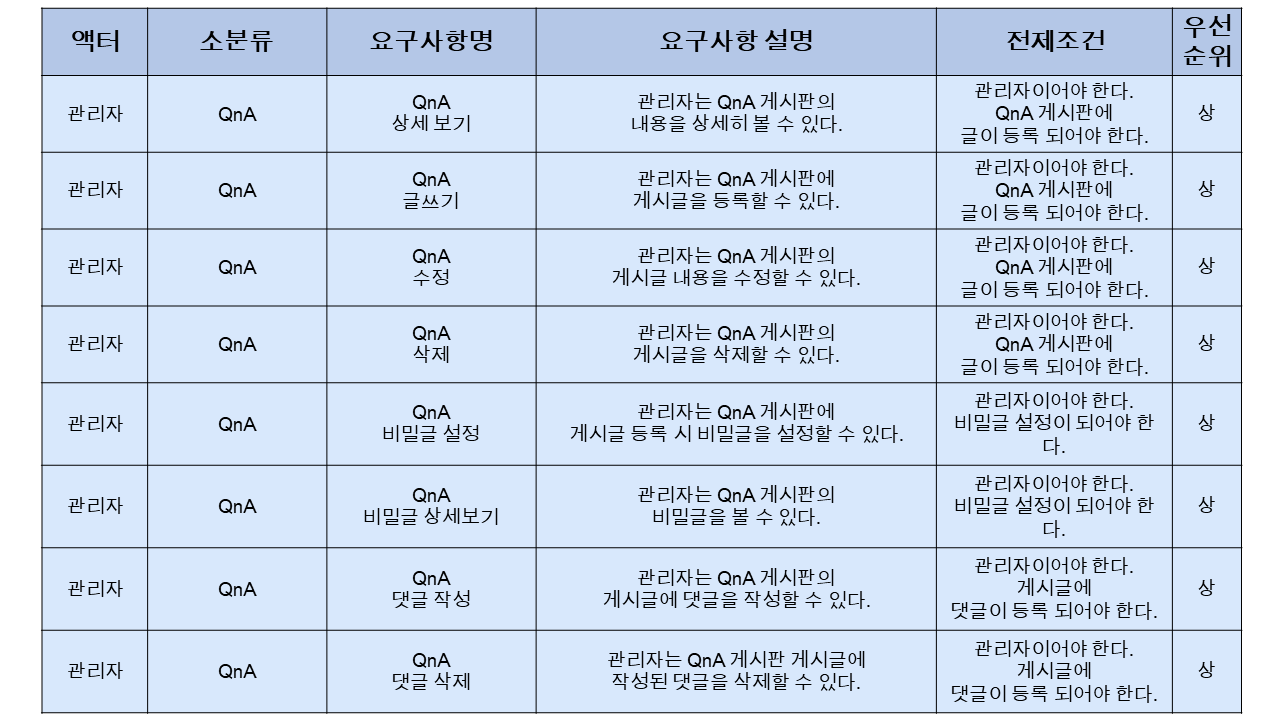 액터 소분류 요구사항명 요구사항 설명 전제조건 우선
순위
관리자 QnA QnA
상세 보기 관리자는 QnA 게시판의
내용을 상세히 볼 수 있다. 관리자이어야 한다.
QnA 게시판에
글이 등록 되어야 한다. 상
관리자 QnA QnA
글쓰기 관리자는 QnA 게시판에
게시글을 등록할 수 있다. 관리자이어야 한다.
QnA 게시판에
글이 등록 되어야 한다. 상
관리자 QnA QnA
수정 관리자는 QnA 게시판의
게시글 내용을 수정할 수 있다. 관리자이어야 한다.
QnA 게시판에
글이 등록 되어야 한다. 상
관리자 QnA QnA
삭제 관리자는 QnA 게시판의
게시글을 삭제할 수 있다. 관리자이어야 한다.
QnA 게시판에
글이 등록 되어야 한다. 상
관리자 QnA QnA
비밀글 설정 관리자는 QnA 게시판에
게시글 등록 시 비밀글을 설정할 수 있다. 관리자이어야 한다.
비밀글 설정이 되어야 한
다. 상
관리자 QnA QnA
비밀글 상세보기 관리자는 QnA 게시판의
비밀글을 볼 수 있다. 관리자이어야 한다.
비밀글 설정이 되어야 한
다. 상
관리자 QnA QnA
댓글 작성 관리자는 QnA 게시판의
게시글에 댓글을 작성할 수 있다. 관리자이어야 한다.
게시글에
댓글이 등록 되어야 한다. 상
관리자 QnA QnA
댓글 삭제 관리자는 QnA 게시판 게시글에
작성된 댓글을 삭제할 수 있다. 관리자이어야 한다.
게시글에
댓글이 등록 되어야 한다. 상